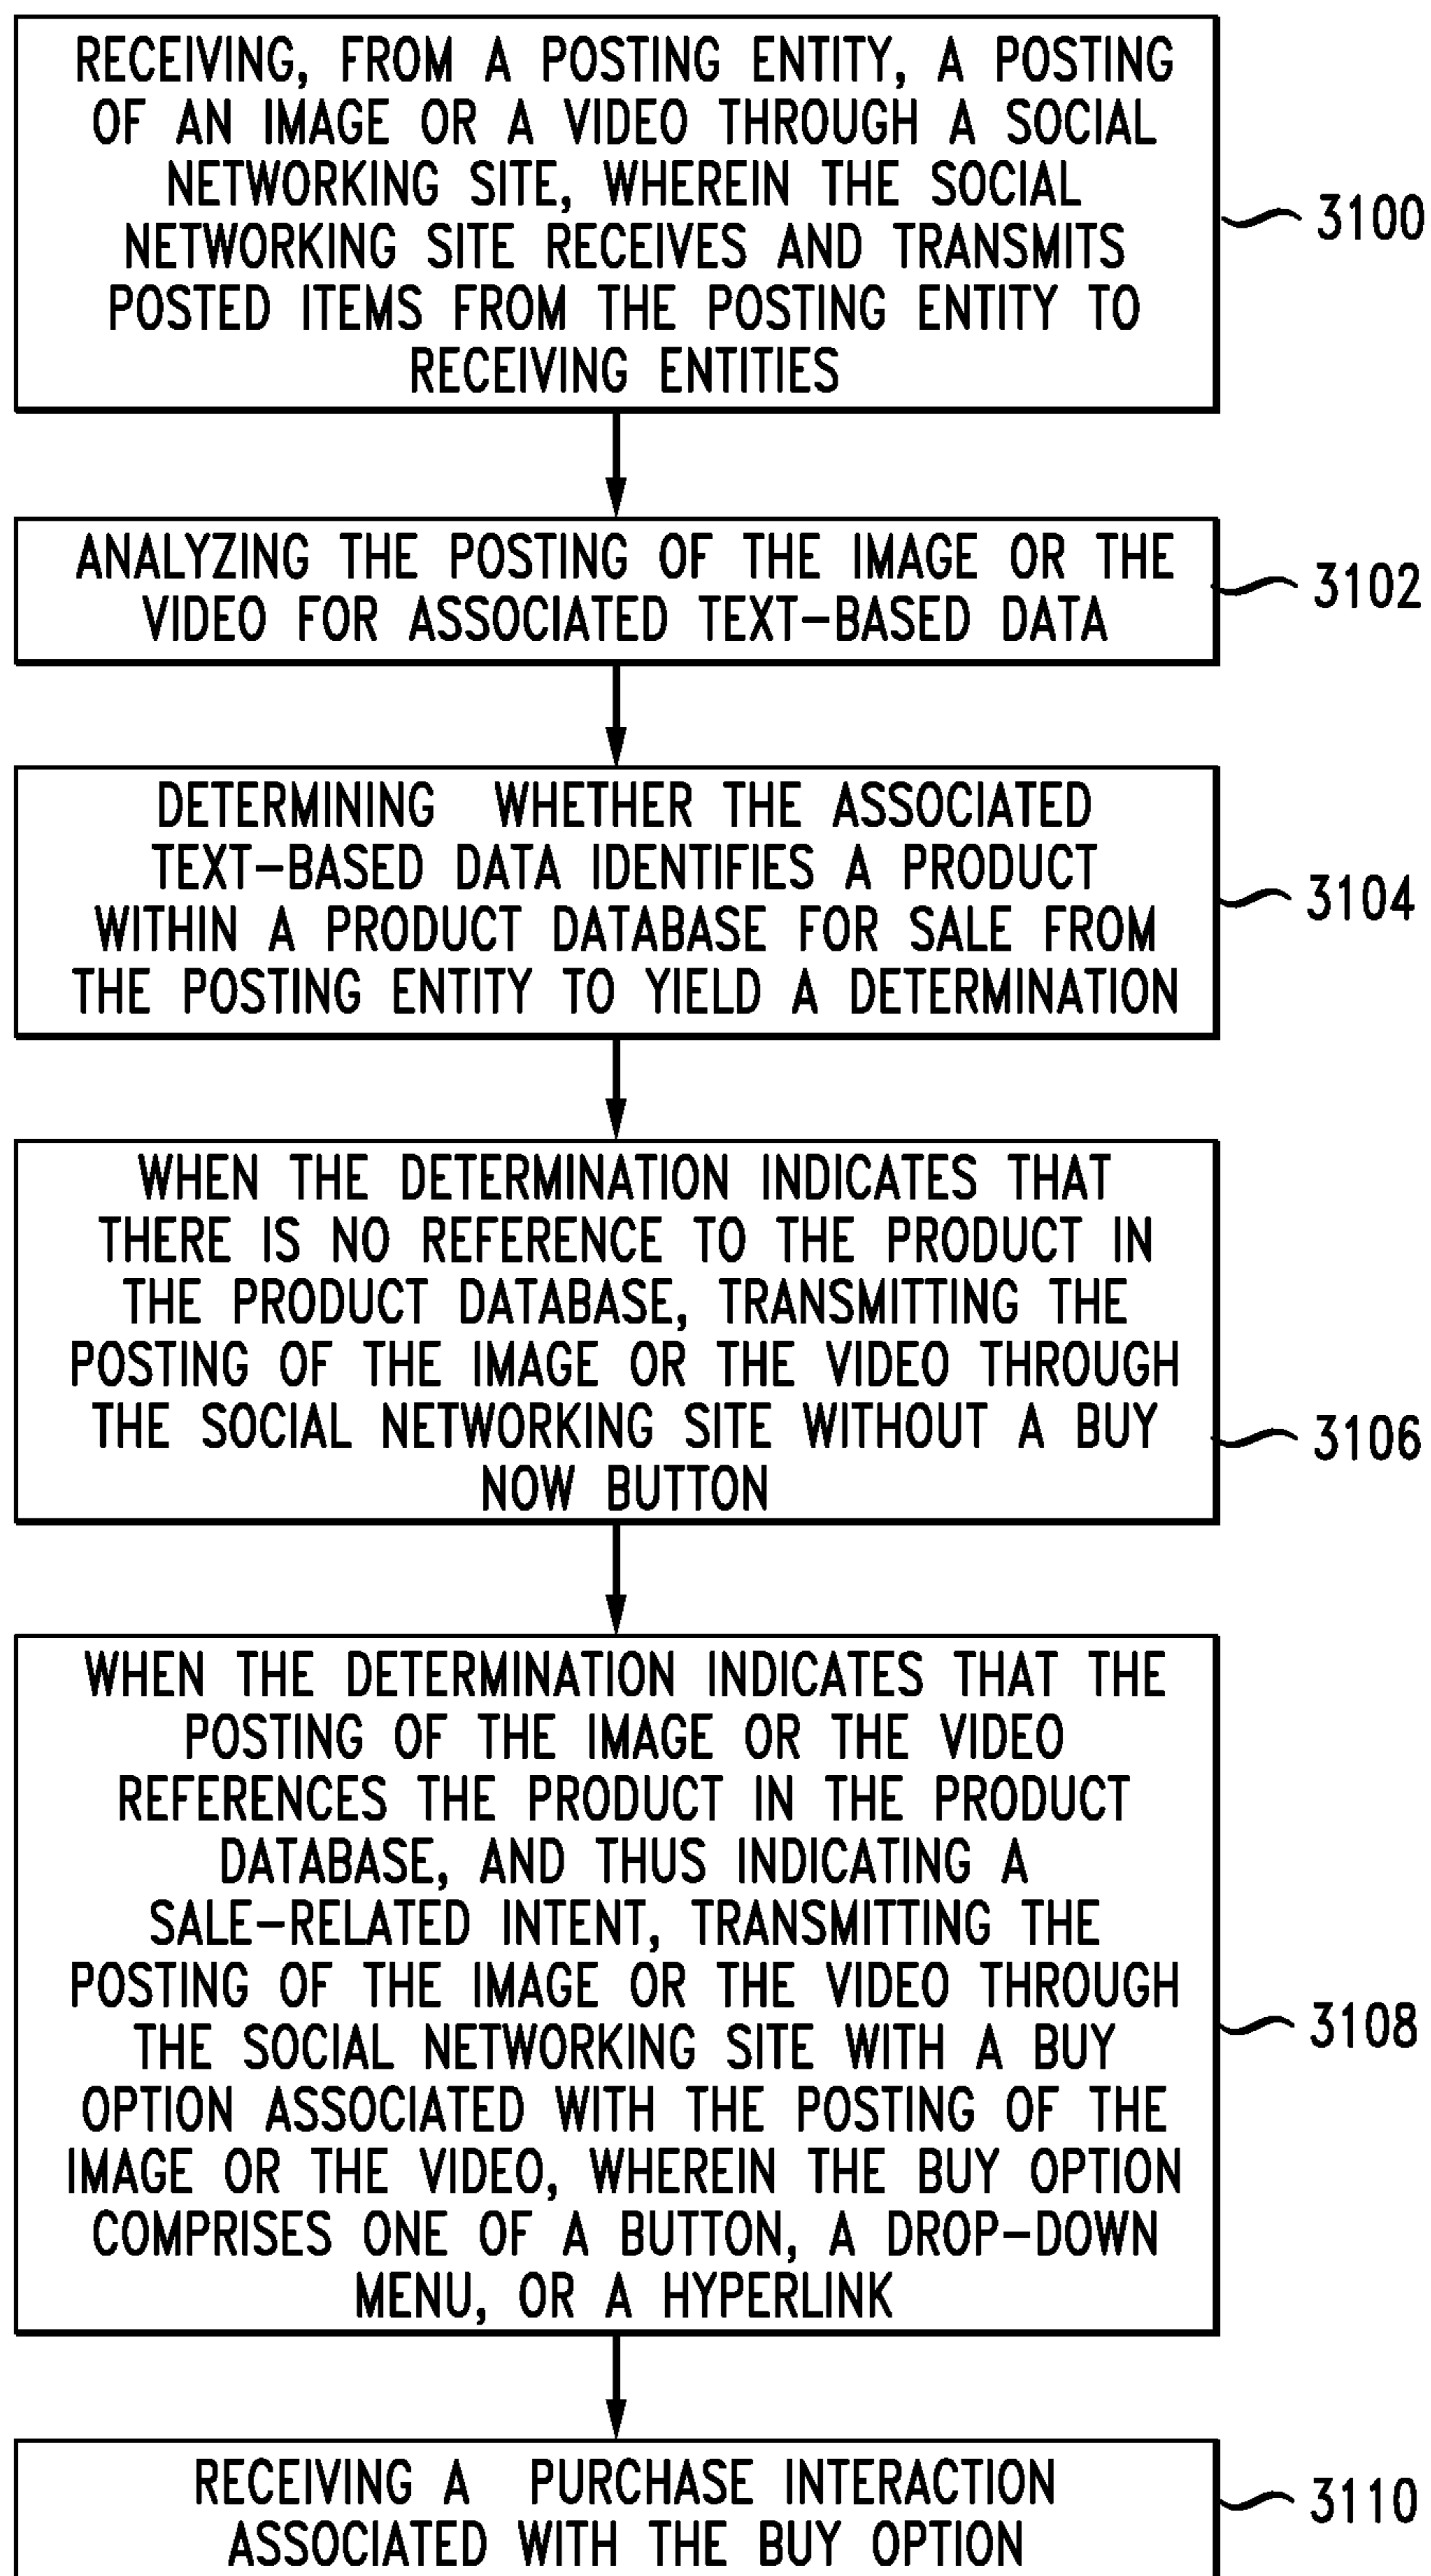 RECEIVING, FROM A POSTING ENTITY, A POSTING
OF AN IMAGE OR A VIDEO THROUGH A SOCIAL
NETWORKING SITE, WHEREIN THE SOCIAL
NETWORKING SITE RECEIVES AND TRANSMITS
POSTED ITEMS FROM THE POSTING ENTITY TO
RECEIVING ENTITIES
3100
ANALYZING THE POSTING OF THE IMAGE OR THE
VIDEO FOR ASSOCIATED TEXT-BASED DATA
3102
DETERMINING WHETHER THE ASSOCIATED
TEXT-BASED DATA IDENTIFIES A PRODUCT
WITHIN A PRODUCT DATABASE FOR SALE FROM
THE POSTING ENTITY TO YIELD A DETERMINATION
3104
WHEN THE DETERMINATION INDICATES THAT
THERE IS NO REFERENCE TO THE PRODUCT IN
THE PRODUCT DATABASE, TRANSMITTING THE
POSTING OF THE IMAGE OR THE VIDEO THROUGH
THE SOCIAL NETWORKING SITE WITHOUT A BUY
NOW BUTTON
3106
WHEN THE DETERMINATION INDICATES THAT THE
POSTING OF THE IMAGE OR THE VIDEO
REFERENCES THE PRODUCT IN THE PRODUCT
DATABASE, AND THUS INDICATING A
SALE-RELATED INTENT, TRANSMITTING THE
POSTING OF THE IMAGE OR THE VIDEO THROUGH
THE SOCIAL NETWORKING SITE WITH A BUY
OPTION ASSOCIATED WITH THE POSTING OF THE
IMAGE OR THE VIDEO, WHEREIN THE BUY OPTION
COMPRISES ONE OF A BUTTON, A DROP-DOWN
MENU, OR A HYPERLINK
3108
RECEIVING A PURCHASE INTERACTION
ASSOCIATED WITH THE BUY OPTION
3110